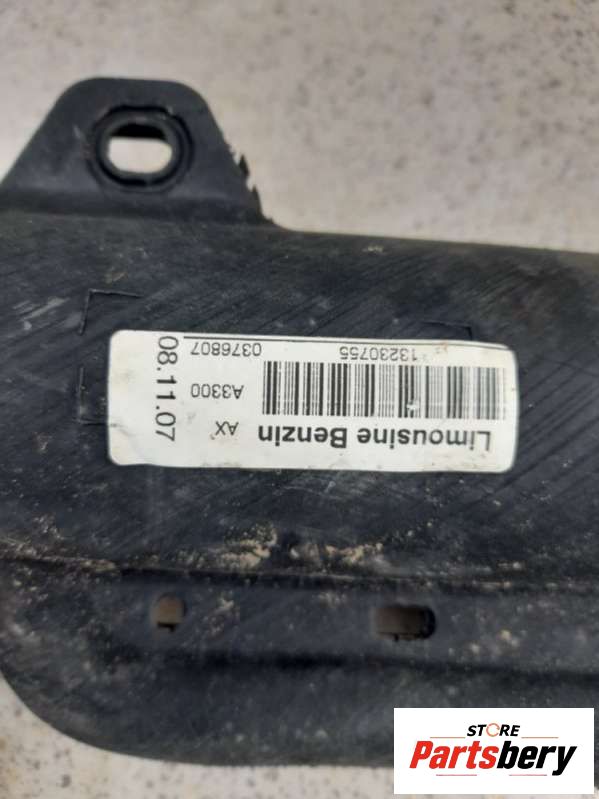 Limousine Benzin AX
A3300
13230755 0376807
08.11.07
STORE
Partsbery